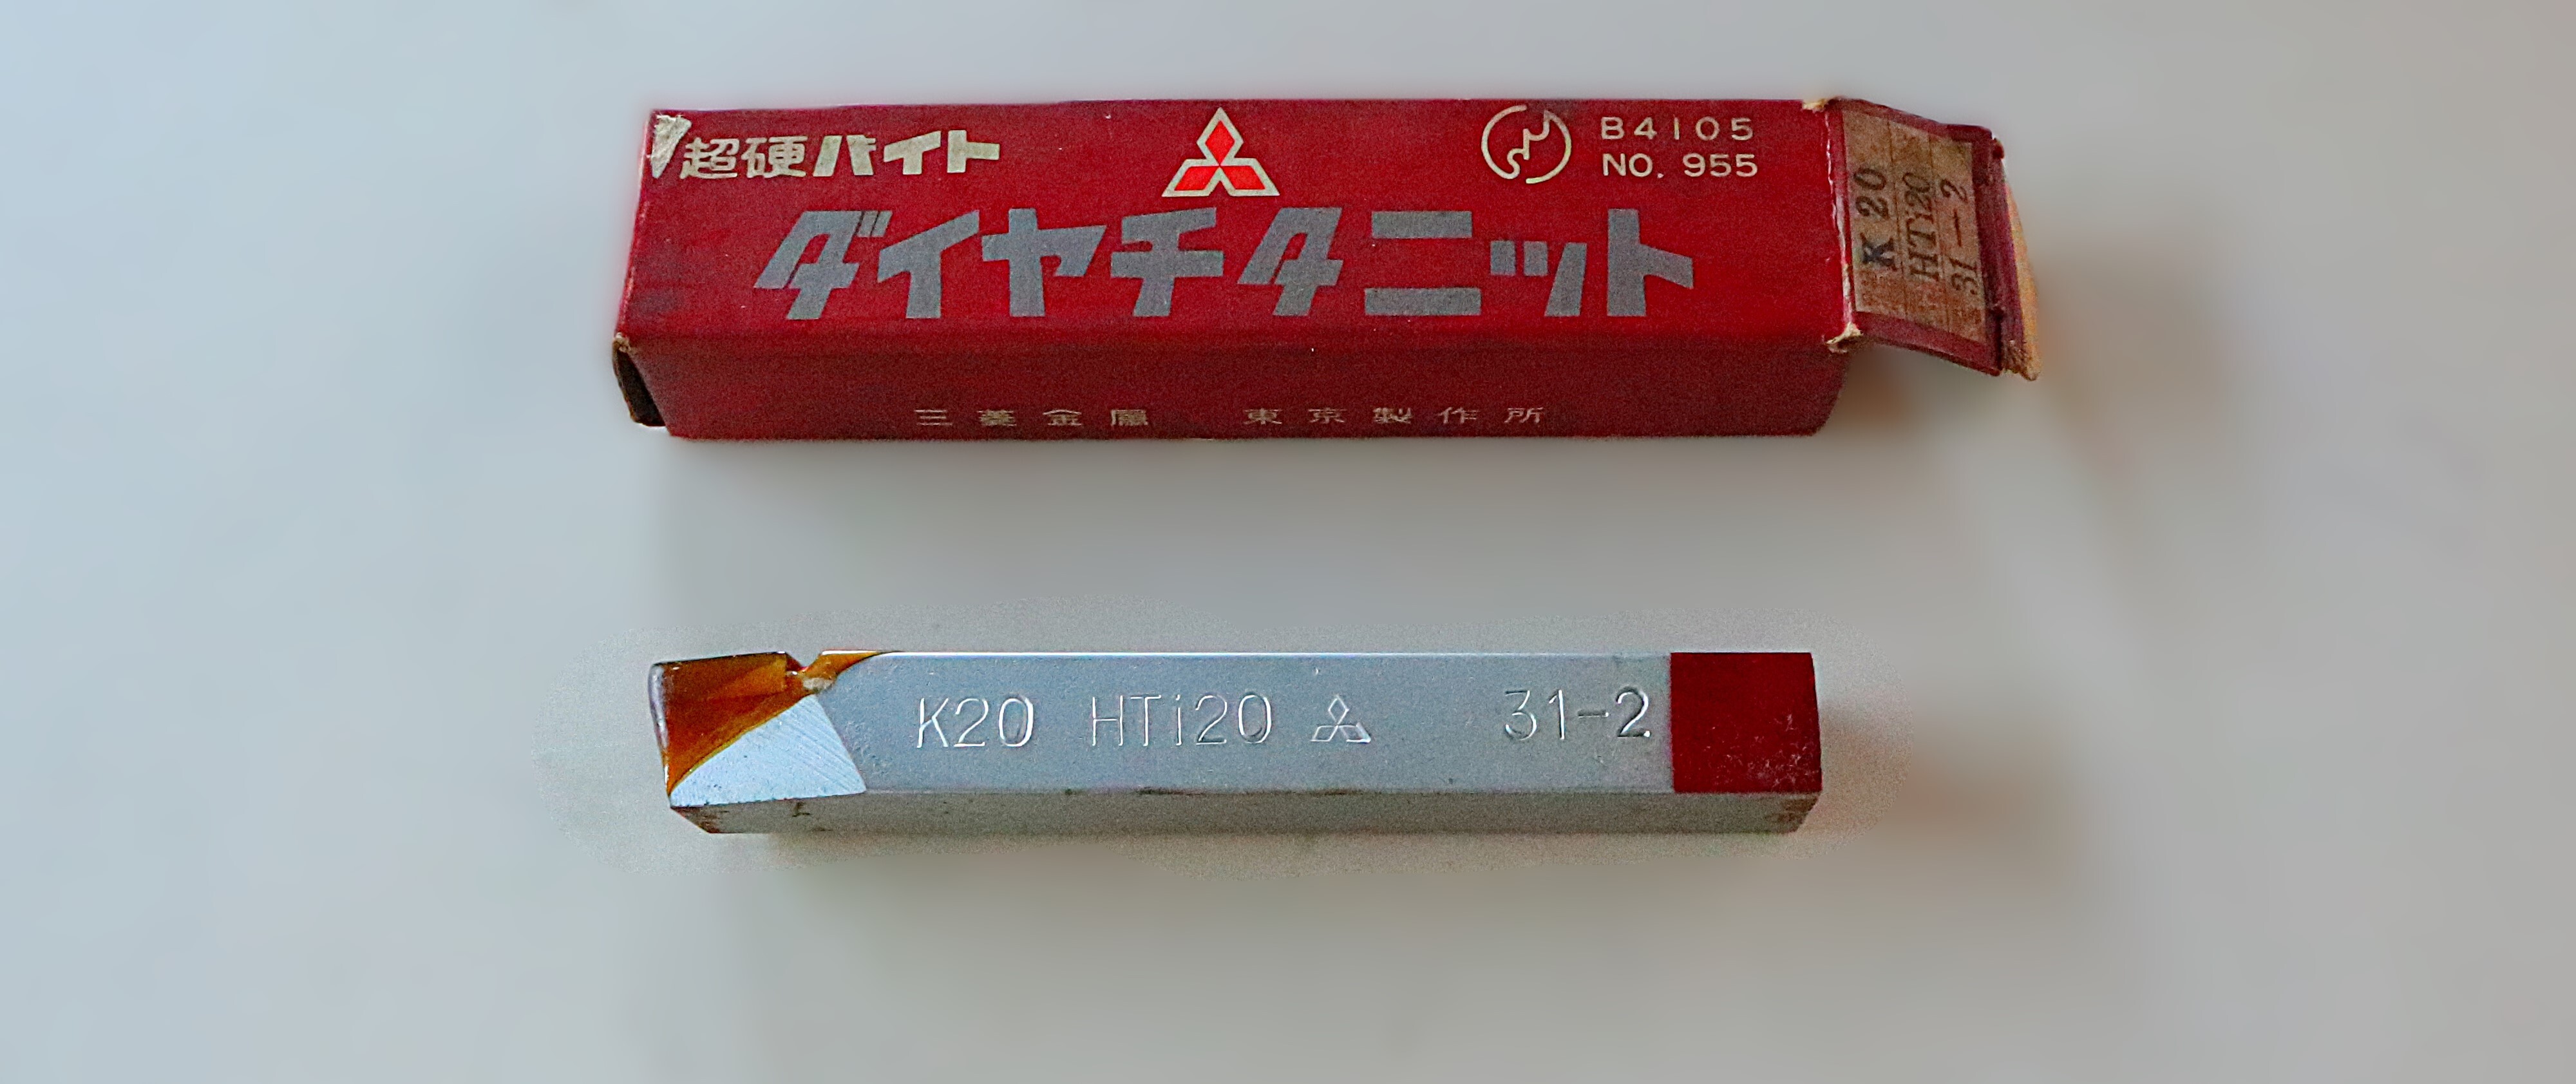 超硬バイト
B4105
NO. 955
ダイヤチタニット
三菱金属 東京製作所
K 20
HTi20
31-2
K20 HTi20 31-2